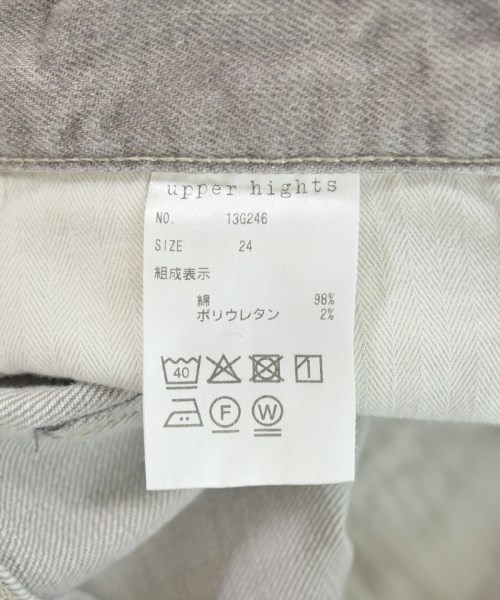 upper hights
NO. 13G246
SIZE 24
組成表示
綿 98%
ポリウレタン 2%
40
F W